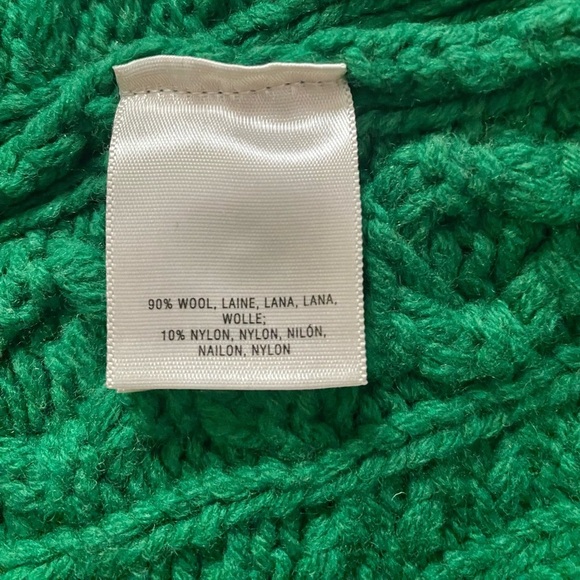 90% WOOL, LAINE, LANA, LANA,
WOLLE;
10% NYLON, NYLON, NILÓN,
NAILON, NYLON